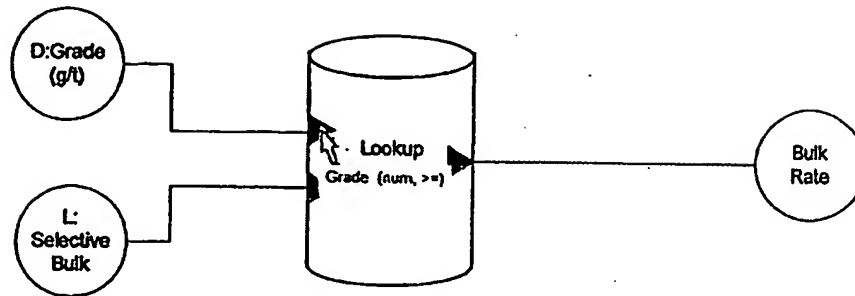 D:Grade
(g/t)
Lookup
Grade (num, >=)
L:
Selective
Bulk
Bulk
Rate